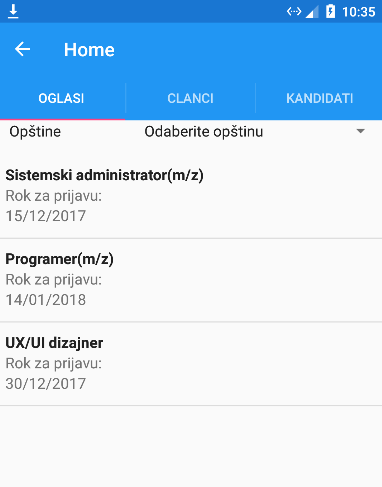 10:35
Home
OGLASI CLANCI KANDIDATI
Opštine Odaberite opštinu
Sistemski administrator(m/z)
Rok za prijavu:
15/12/2017
Programer(m/z)
Rok za prijavu:
14/01/2018
UX/UI dizajner
Rok za prijavu:
30/12/2017